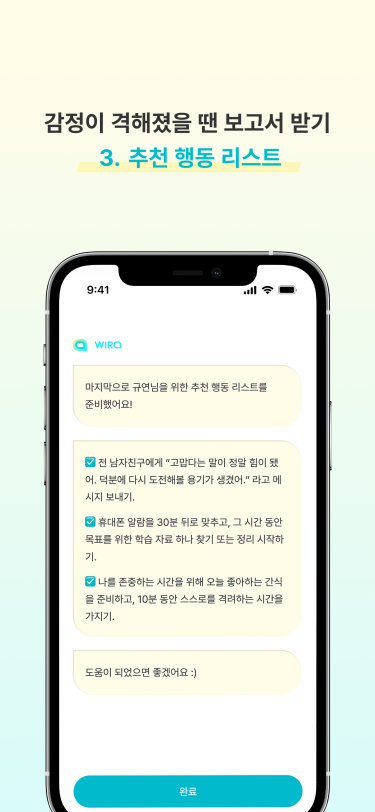 감정이 격해졌을 땐 보고서 받기
3. 추천 행동 리스트
9:41
WIRO
마지막으로 규연님을 위한 추천 행동 리스트를
준비했어요!
전 남자친구에게 “고맙다는 말이 정말 힘이 됐
어. 덕분에 다시 도전해볼 용기가 생겼어.” 라고 메
시지 보내기.
휴대폰 알람을 30분 뒤로 맞추고, 그 시간 동안
목표를 위한 학습 자료 하나 찾기 또는 정리 시작하
기.
나를 존중하는 시간을 위해 오늘 좋아하는 간식
을 준비하고, 10분 동안 스스로를 격려하는 시간을
가지기.
도움이 되었으면 좋겠어요 :)
완료